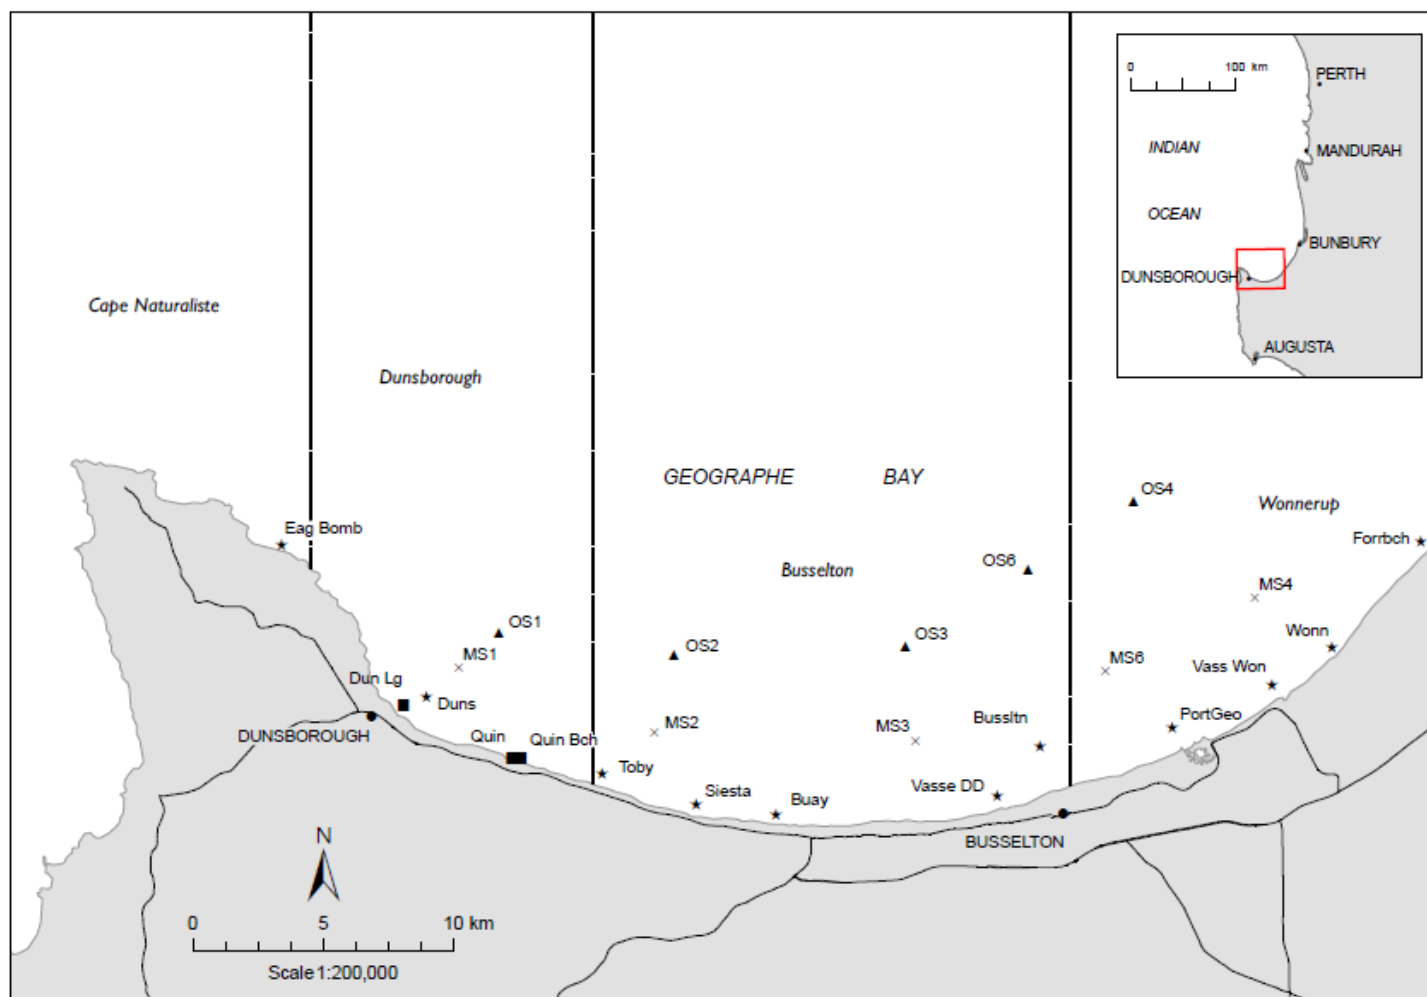 0 100 km
PERTH
INDIAN
MANDURAH
OCEAN
BUNBURY
DUNSBOROUGH
AUGUSTA
Cape Naturaliste
Dunsborough
GEOGRAPHE BAY
OS4
Wonnerup
Eag Bomb
Forrbch
OS6
Busselton
MS4
OS1
Wonn
OS3
OS2
MS1
MS6
Vass Won
Dun Lg
Duns
MS2
MS3
Bussltn
PortGeo
DUNSBOROUGH
Quin
Quin Bch
Toby
Vasse DD
Siesta
Buay
N
BUSSELTON
0 5 10 km
Scale 1:200,000